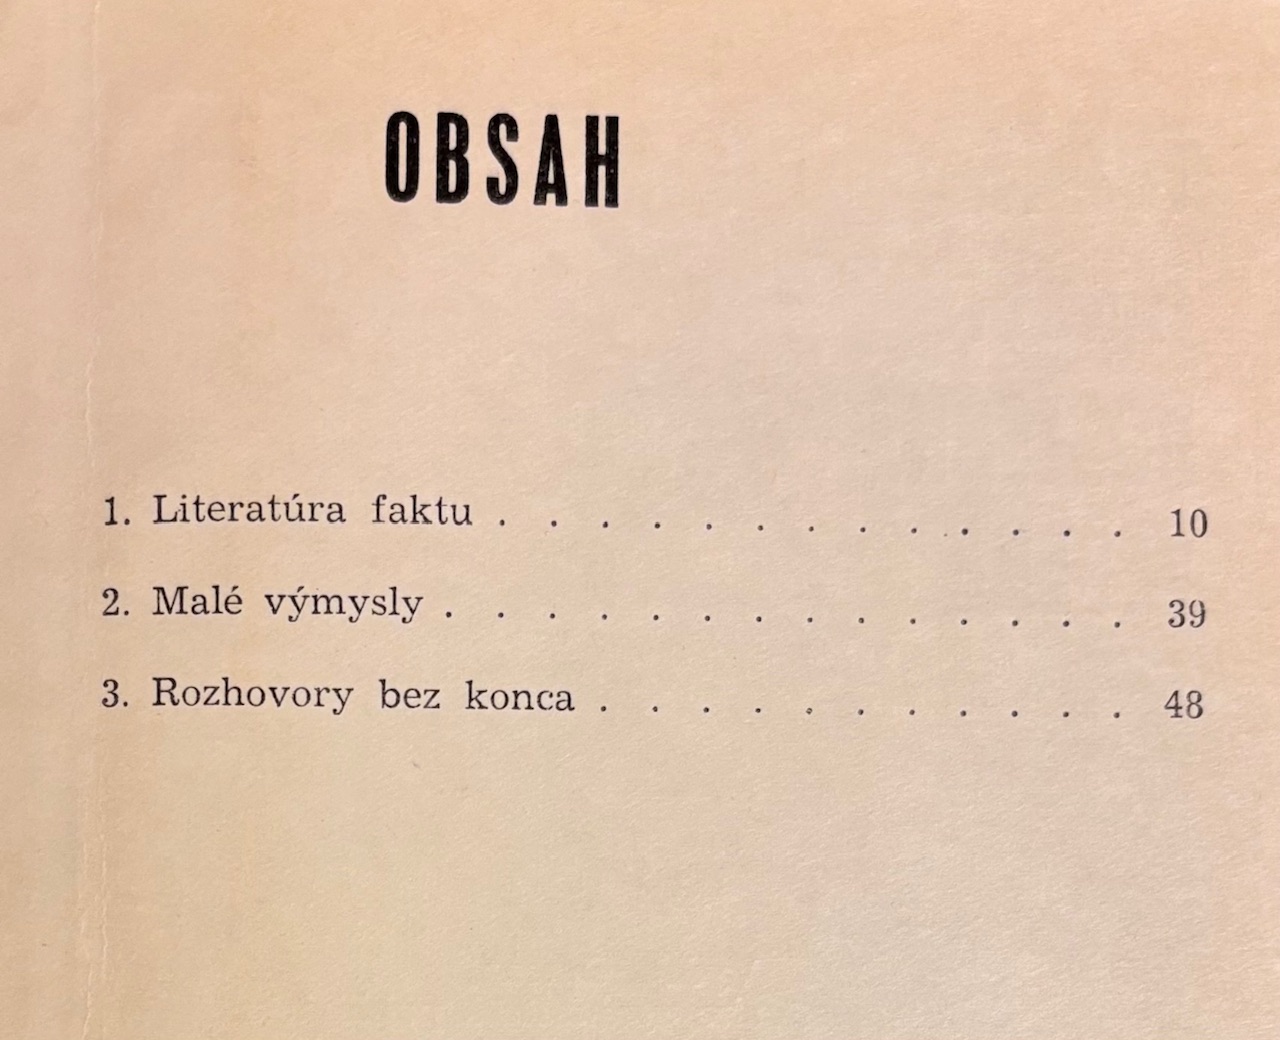 OBSAH
1. Literatúra faktu . . . . . . . . . . . . . 10
2. Malé výmysly . . . . . . . . . . . . . . 39
3. Rozhovory bez konca . . . . . . . . . . . 48